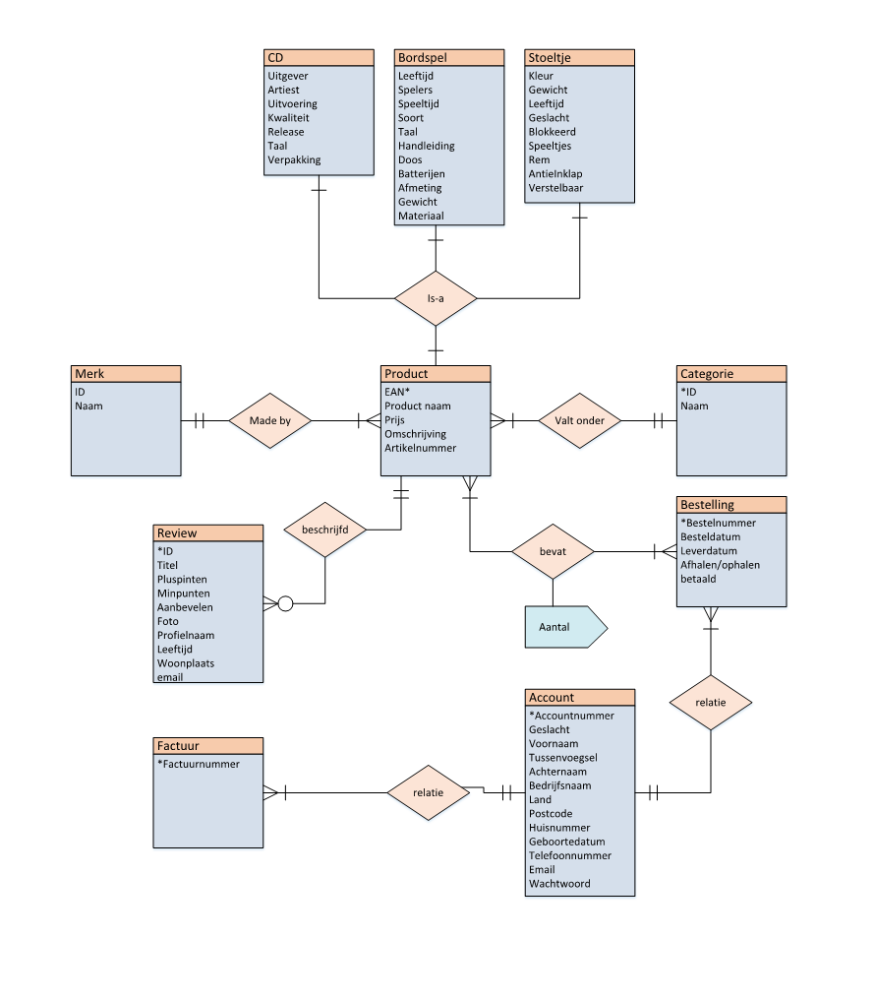 CD
Uitgever
Artiest
Uitvoering
Kwaliteit
Release
Taal
Verpakking
Bordspel
Leeftijd
Spelers
Speeltijd
Soort
Taal
Handleiding
Doos
Batterijen
Afmeting
Gewicht
Materiaal
Stoeltje
Kleur
Gewicht
Leeftijd
Geslacht
Blokkeerd
Speeltjes
Rem
AntieInklap
Verstelbaar
Is-a
Merk
ID
Naam
Made by
Product
EAN*
Product naam
Prijs
Omschrijving
Artikelnummer
Valt onder
Categorie
*ID
Naam
Review
*ID
Titel
Pluspinten
Minpunten
Aanbevelen
Foto
Profielnaam
Leeftijd
Woonplaats
email
beschrijfd
bevat
Aantal
Bestelling
*Bestelnummer
Besteldatum
Leverdatum
Afhalen/ophalen
betaald
relatie
Factuur
*Factuurnummer
relatie
Account
*Accountnummer
Geslacht
Voornaam
Tussenvoegsel
Achternaam
Bedrijfsnaam
Land
Postcode
Huisnummer
Geboortedatum
Telefoonnummer
Email
Wachtwoord